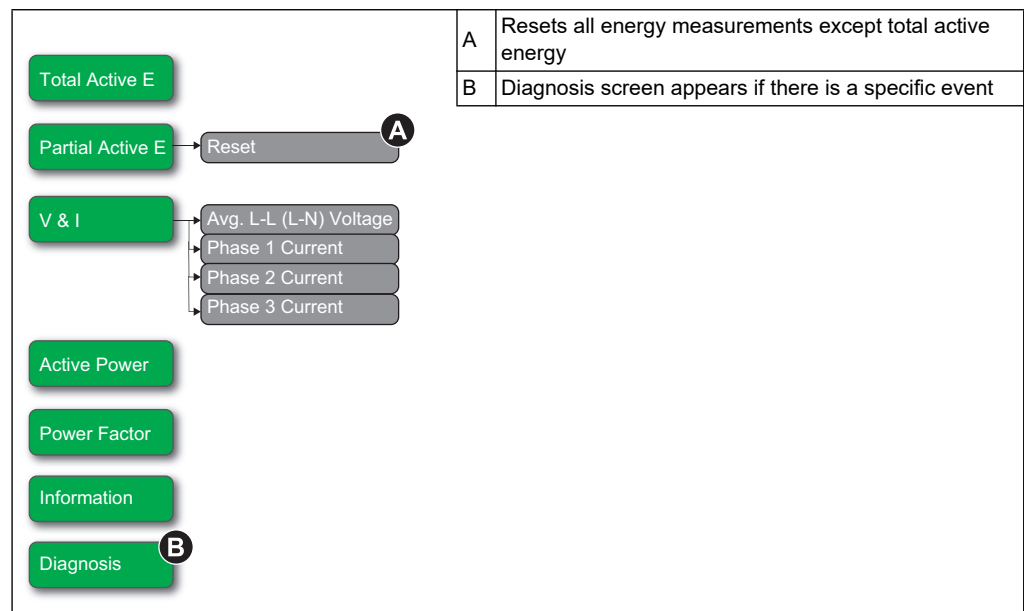 A
Resets all energy measurements except total active
energy
B
Diagnosis screen appears if there is a specific event
Total Active E
Partial Active E
Reset
A
V & I
Avg. L-L (L-N) Voltage
Phase 1 Current
Phase 2 Current
Phase 3 Current
Active Power
Power Factor
Information
Diagnosis
B